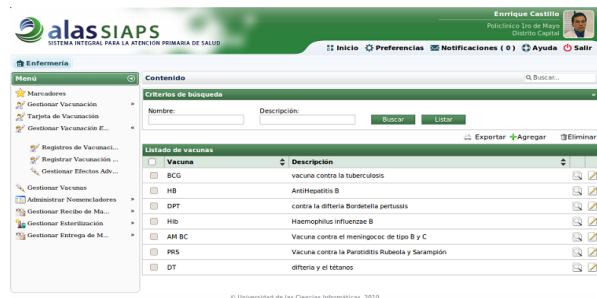 alas SIAPS
SISTEMA INTEGRAL PARA LA ATENCIÓN PRIMARIA DE SALUD
Enrrique Castillo
Policlínico 1ro de Mayo
Distrito Capital
Inicio Preferencias Notificaciones ( 0 ) Ayuda Salir
Enfermería
Menú
Marcadores
Gestionar Vacunación
Tarjeta de Vacunación
Gestionar Vacunación E...
Registros de Vacunaci...
Registrar Vacunación ...
Gestionar Efectos Adv...
Gestionar Vacunas
Administrar Nomencladores
Gestionar Recibo de Ma...
Gestionar Esterilización
Gestionar Entrega de M...
Contenido
Buscar...
Criterios de búsqueda
Nombre: Descripción:
Buscar Listar
Exportar Agregar Eliminar
Listado de vacunas
Vacuna Descripción
BCG vacuna contra la tuberculosis
HB AntiHepatitis B
DPT contra la difteria Bordetella pertussis
Hib Haemophilus influenzae B
AM BC Vacuna contra el meningococ de tipo B y C
PRS Vacuna contra la Parotiditis Rubeola y Sarampión
DT difteria y el tétanos
© Universidad de las Ciencias Informáticas, 2010